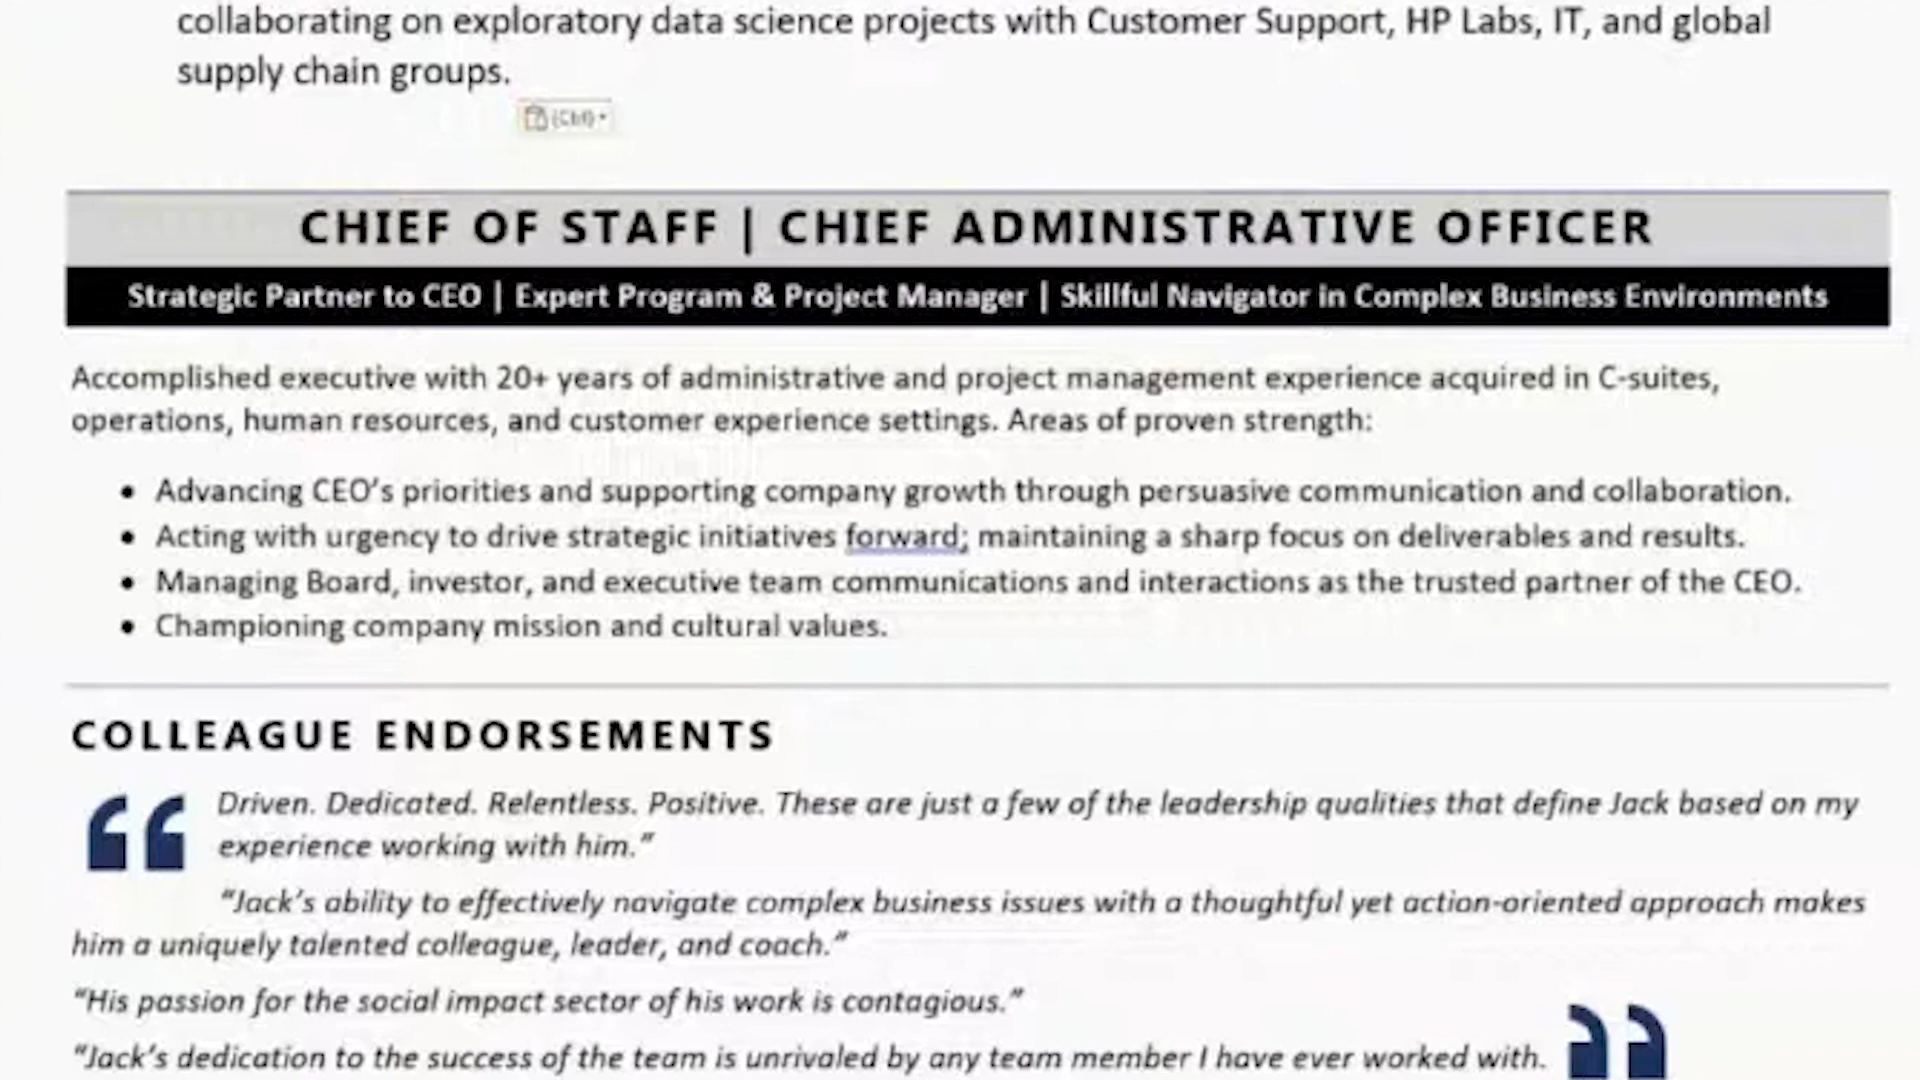 collaborating on exploratory data science projects with Customer Support, HP Labs, IT, and global
supply chain groups.
(Ctrl)
CHIEF OF STAFF | CHIEF ADMINISTRATIVE OFFICER
Strategic Partner to CEO | Expert Program & Project Manager | Skillful Navigator in Complex Business Environments
Accomplished executive with 20+ years of administrative and project management experience acquired in C-suites,
operations, human resources, and customer experience settings. Areas of proven strength:
• Advancing CEO's priorities and supporting company growth through persuasive communication and collaboration.
• Acting with urgency to drive strategic initiatives forward; maintaining a sharp focus on deliverables and results.
• Managing Board, investor, and executive team communications and interactions as the trusted partner of the CEO.
• Championing company mission and cultural values.
COLLEAGUE ENDORSEMENTS
“ Driven. Dedicated. Relentless. Positive. These are just a few of the leadership qualities that define Jack based on my
experience working with him.”
“Jack’s ability to effectively navigate complex business issues with a thoughtful yet action-oriented approach makes
him a uniquely talented colleague, leader, and coach.”
“His passion for the social impact sector of his work is contagious.”
“Jack’s dedication to the success of the team is unrivaled by any team member I have ever worked with. ”